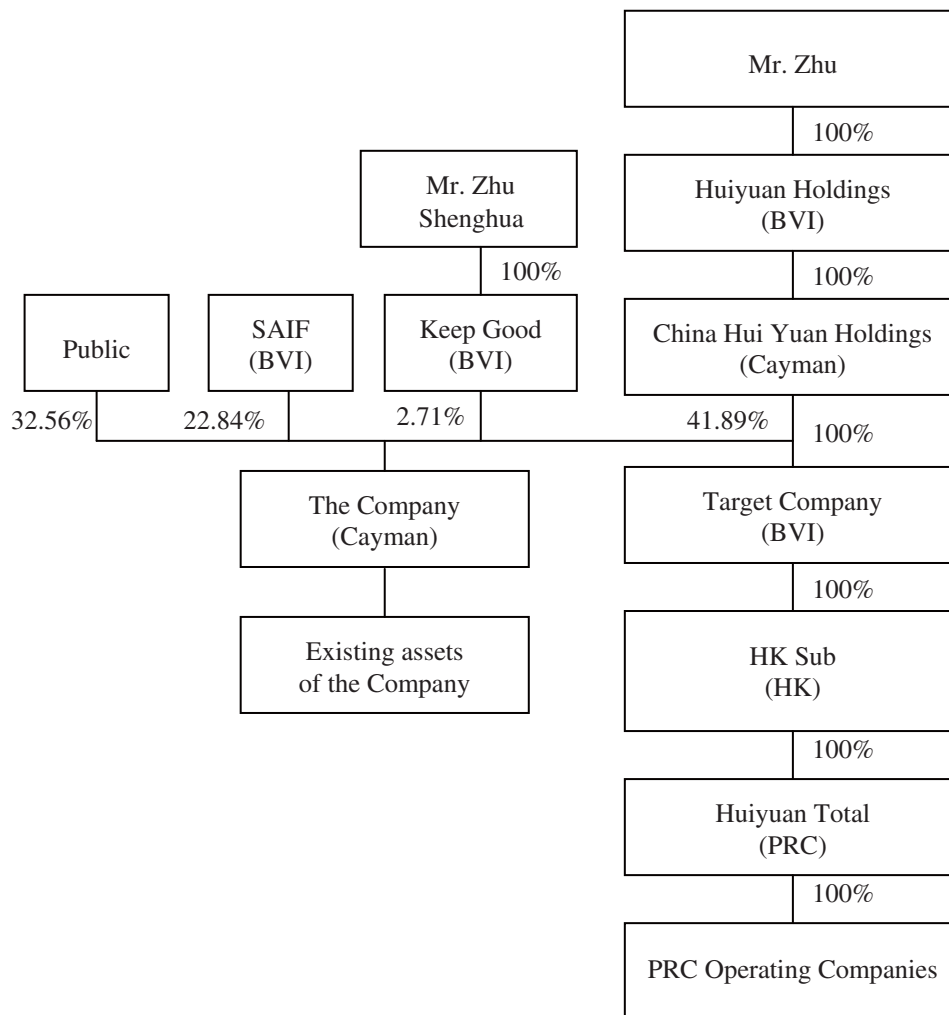 Mr. Zhu
100%
Mr. Zhu
Shenghua
Huiyuan Holdings
(BVI)
100%
100%
Public
SAIF
(BVI)
Keep Good
(BVI)
China Hui Yuan Holdings
(Cayman)
32.56%
22.84%
2.71%
41.89%
100%
The Company
(Cayman)
Target Company
(BVI)
100%
Existing assets
of the Company
HK Sub
(HK)
100%
Huiyuan Total
(PRC)
100%
PRC Operating Companies